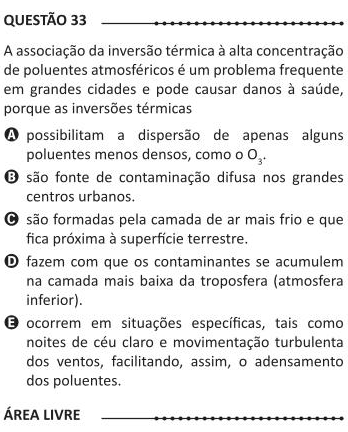 QUESTÃO 33
A associação da inversão térmica à alta concentração
de poluentes atmosféricos é um problema frequente
em grandes cidades e pode causar danos à saúde,
porque as inversões térmicas
A possibilitam a dispersão de apenas alguns
poluentes menos densos, como o O₃.
B são fonte de contaminação difusa nos grandes
centros urbanos.
C são formadas pela camada de ar mais frio e que
fica próxima à superfície terrestre.
D fazem com que os contaminantes se acumulem
na camada mais baixa da troposfera (atmosfera
inferior).
E ocorrem em situações específicas, tais como
noites de céu claro e movimentação turbulenta
dos ventos, facilitando, assim, o adensamento
dos poluentes.
ÁREA LIVRE